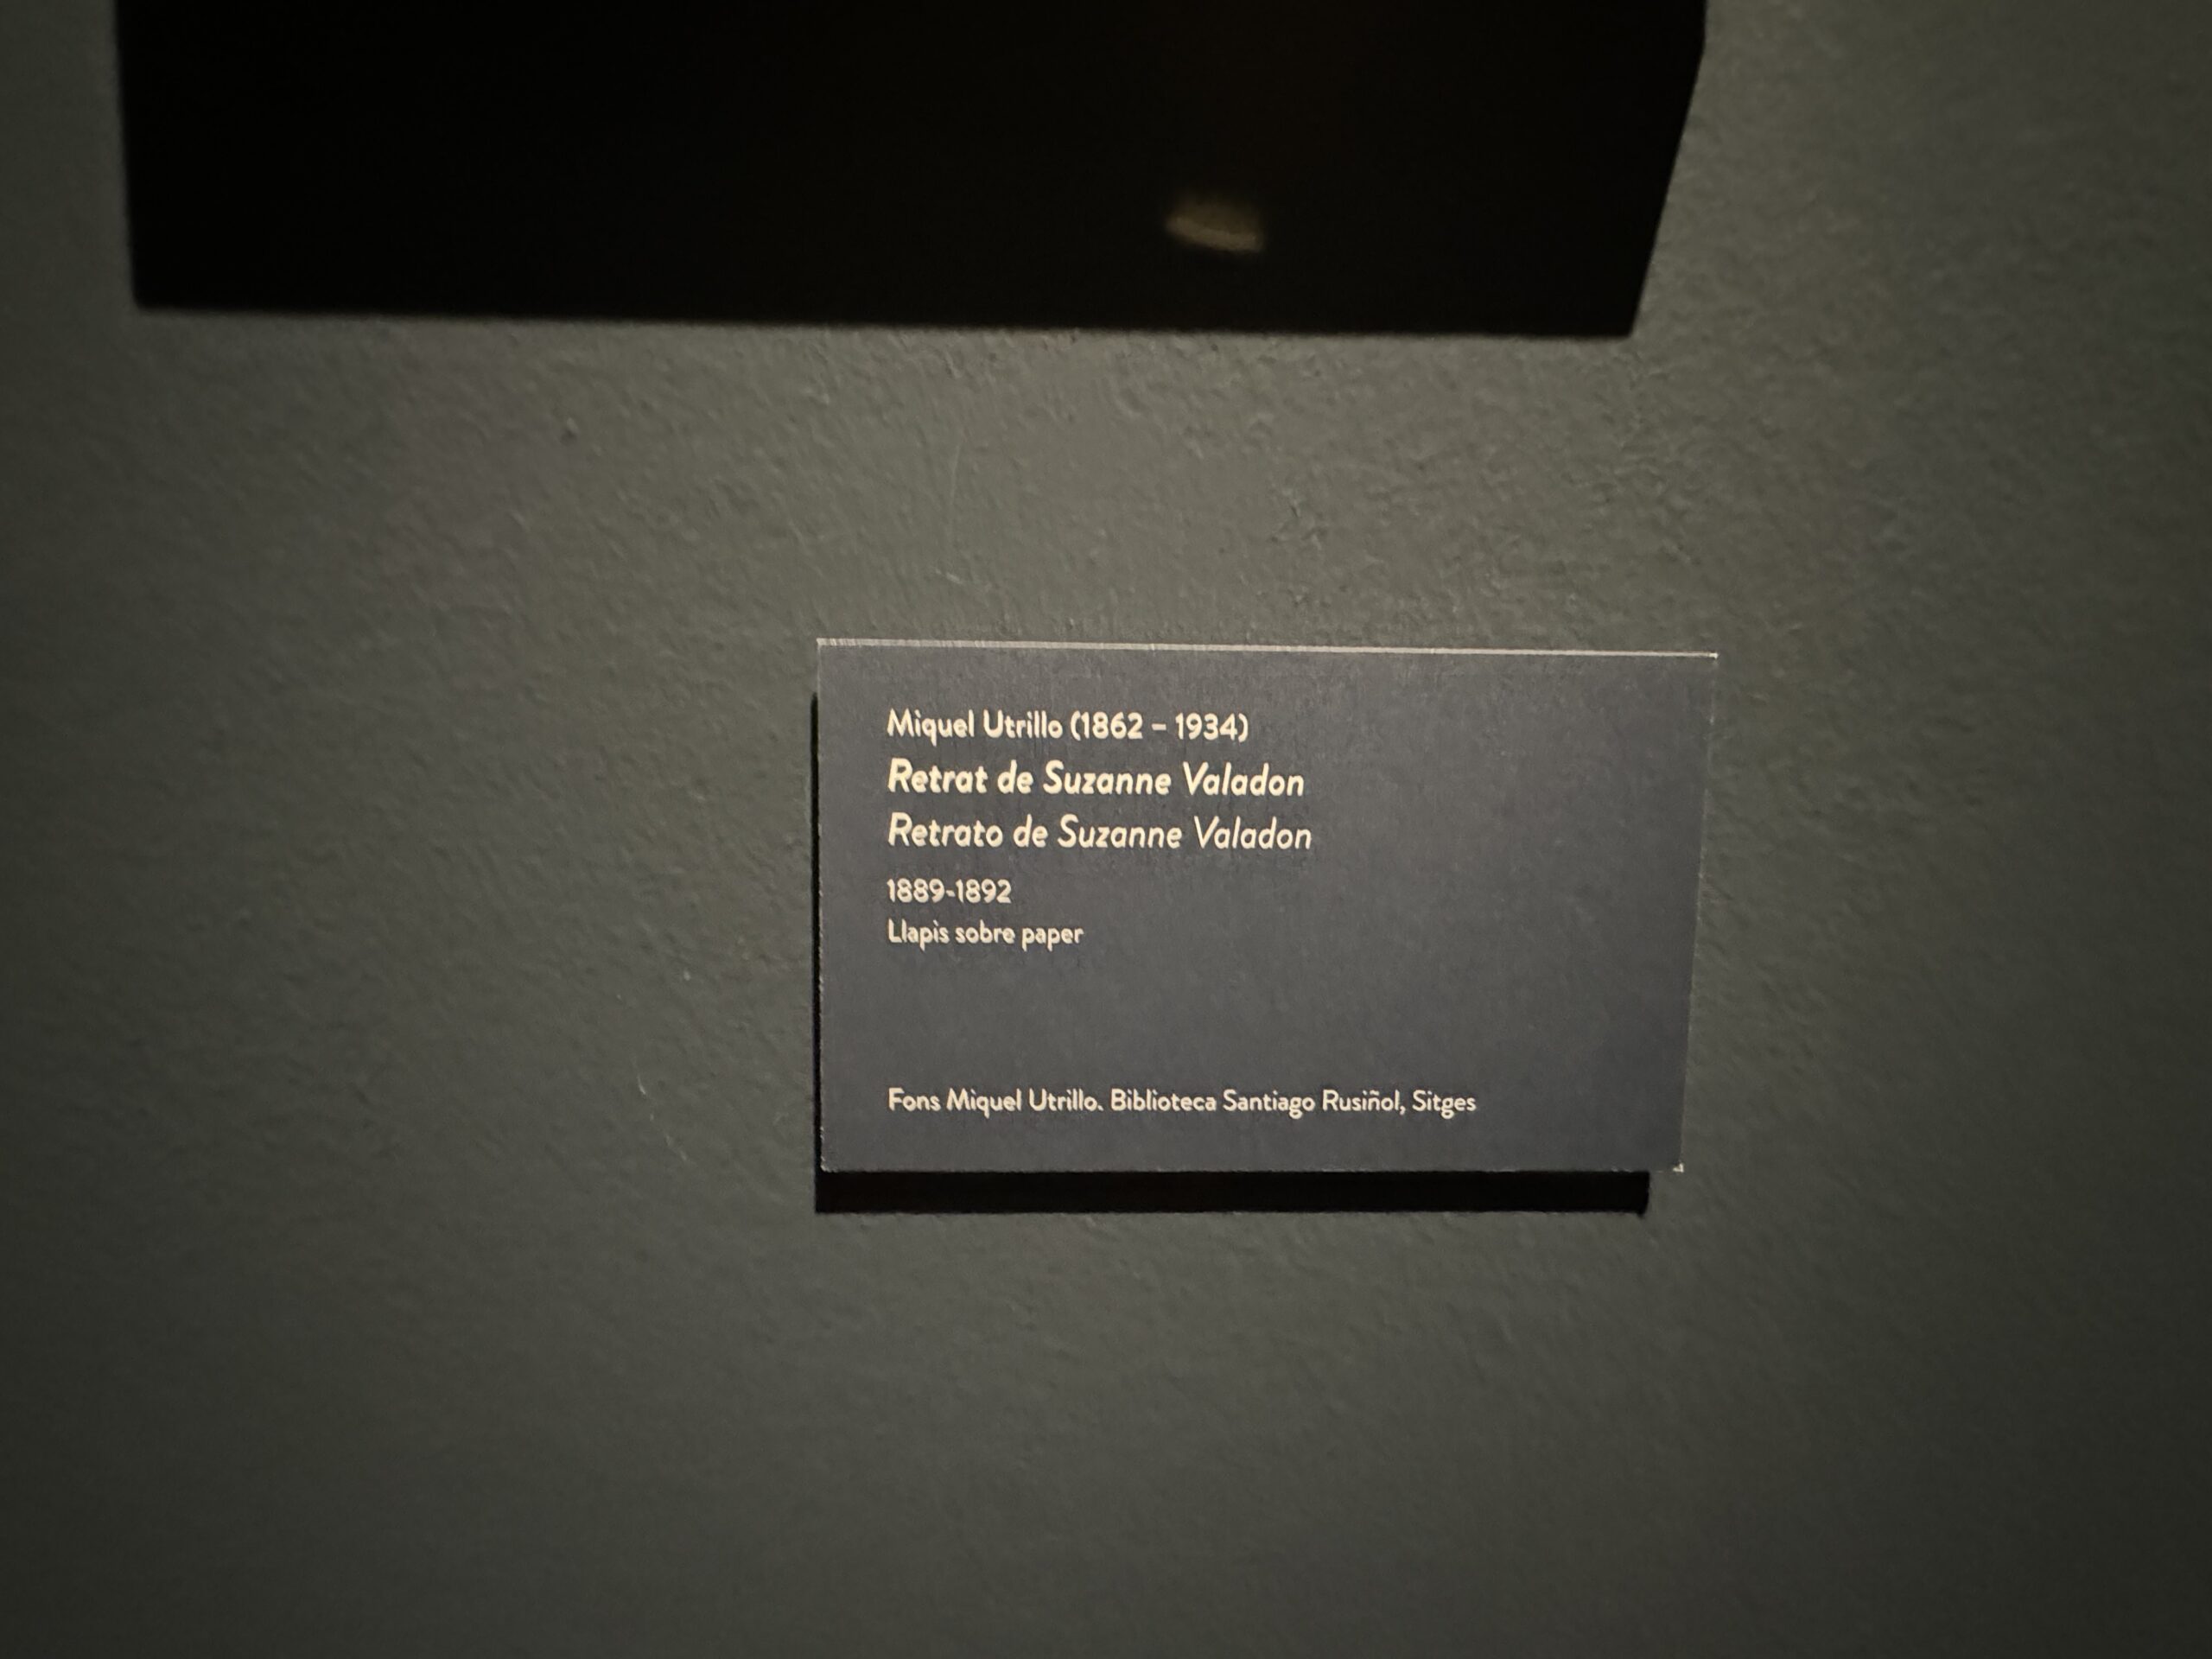 Miquel Utrillo (1862 – 1934)
Retrat de Suzanne Valadon
Retrato de Suzanne Valadon
1889-1892
Llapis sobre paper
Fons Miquel Utrillo. Biblioteca Santiago Rusiñol, Sitges